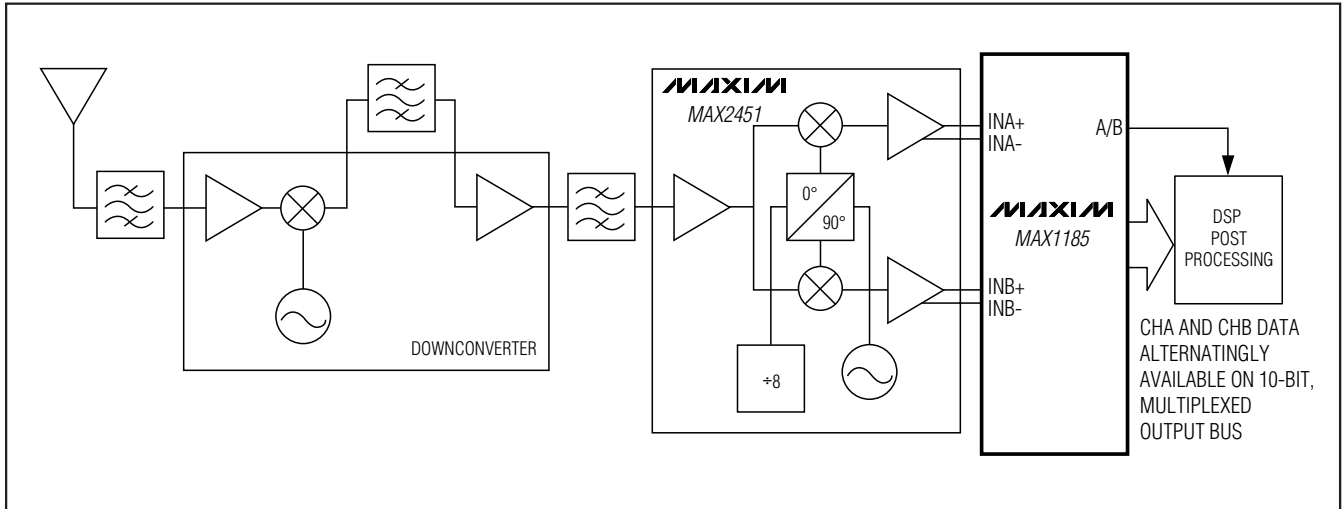 MAXIM
MAX2451
INA+
INA-
A/B
0°
90°
MAXIM
MAX1185
DSP
POST
PROCESSING
INB+
INB-
DOWNCONVERTER
÷8
CHA AND CHB DATA
ALTERNATINGLY
AVAILABLE ON 10-BIT,
MULTIPLEXED
OUTPUT BUS